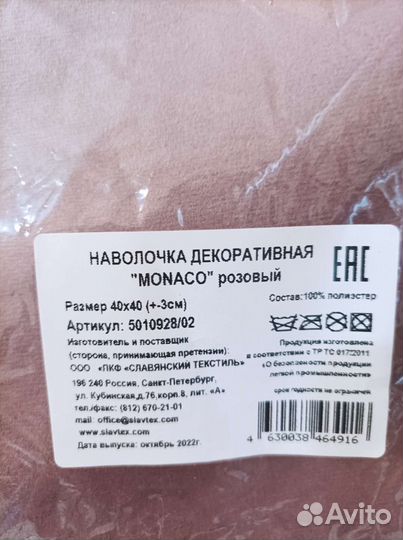 НАВОЛОЧКА ДЕКОРАТИВНАЯ
"MONACO" розовый
EAC
Размер 40х40 (+-3см)
Артикул: 5010928/02
Состав:100% полиэстер
Изготовитель и поставщик
(сторона, принимающая претензии):
ООО «ПКФ «СЛАВЯНСКИЙ ТЕКСТИЛЬ»
196 240 Россия, Санкт-Петербург,
ул. Кубинская,д.76,корп.8, лит. «А»
тел./факс: (812) 670-21-01
mail: office@slavtex.com
www.slavtex.com
Дата выпуска: октябрь 2022г.
Продукция изготовлена
в соответствии с ТР ТС 017/2011
«О безопасности продукции
легкой промышленности»
срок годности не ограничен
4 630038 464916
Avito